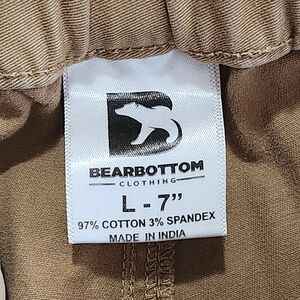 BEARBOTTOM
CLOTHING
L - 7"
97% COTTON 3% SPANDEX
MADE IN INDIA